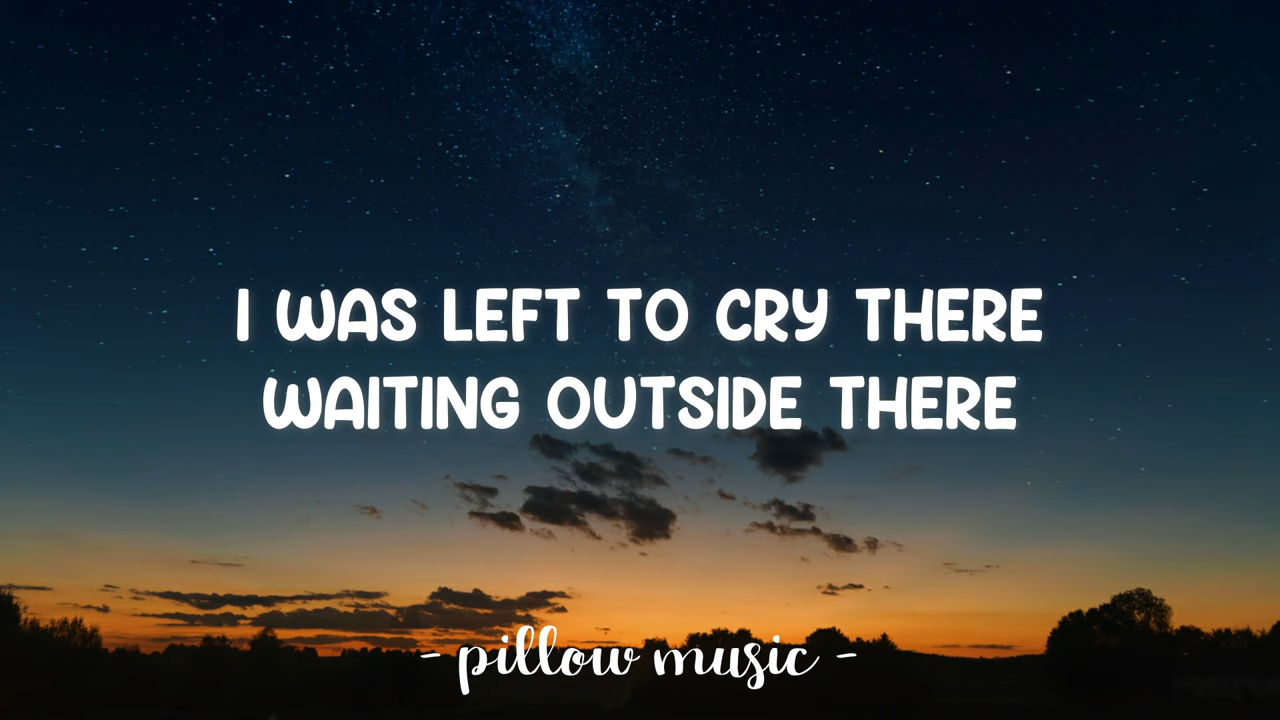 I WAS LEFT TO CRY THERE
WAITING OUTSIDE THERE
- pillow music -